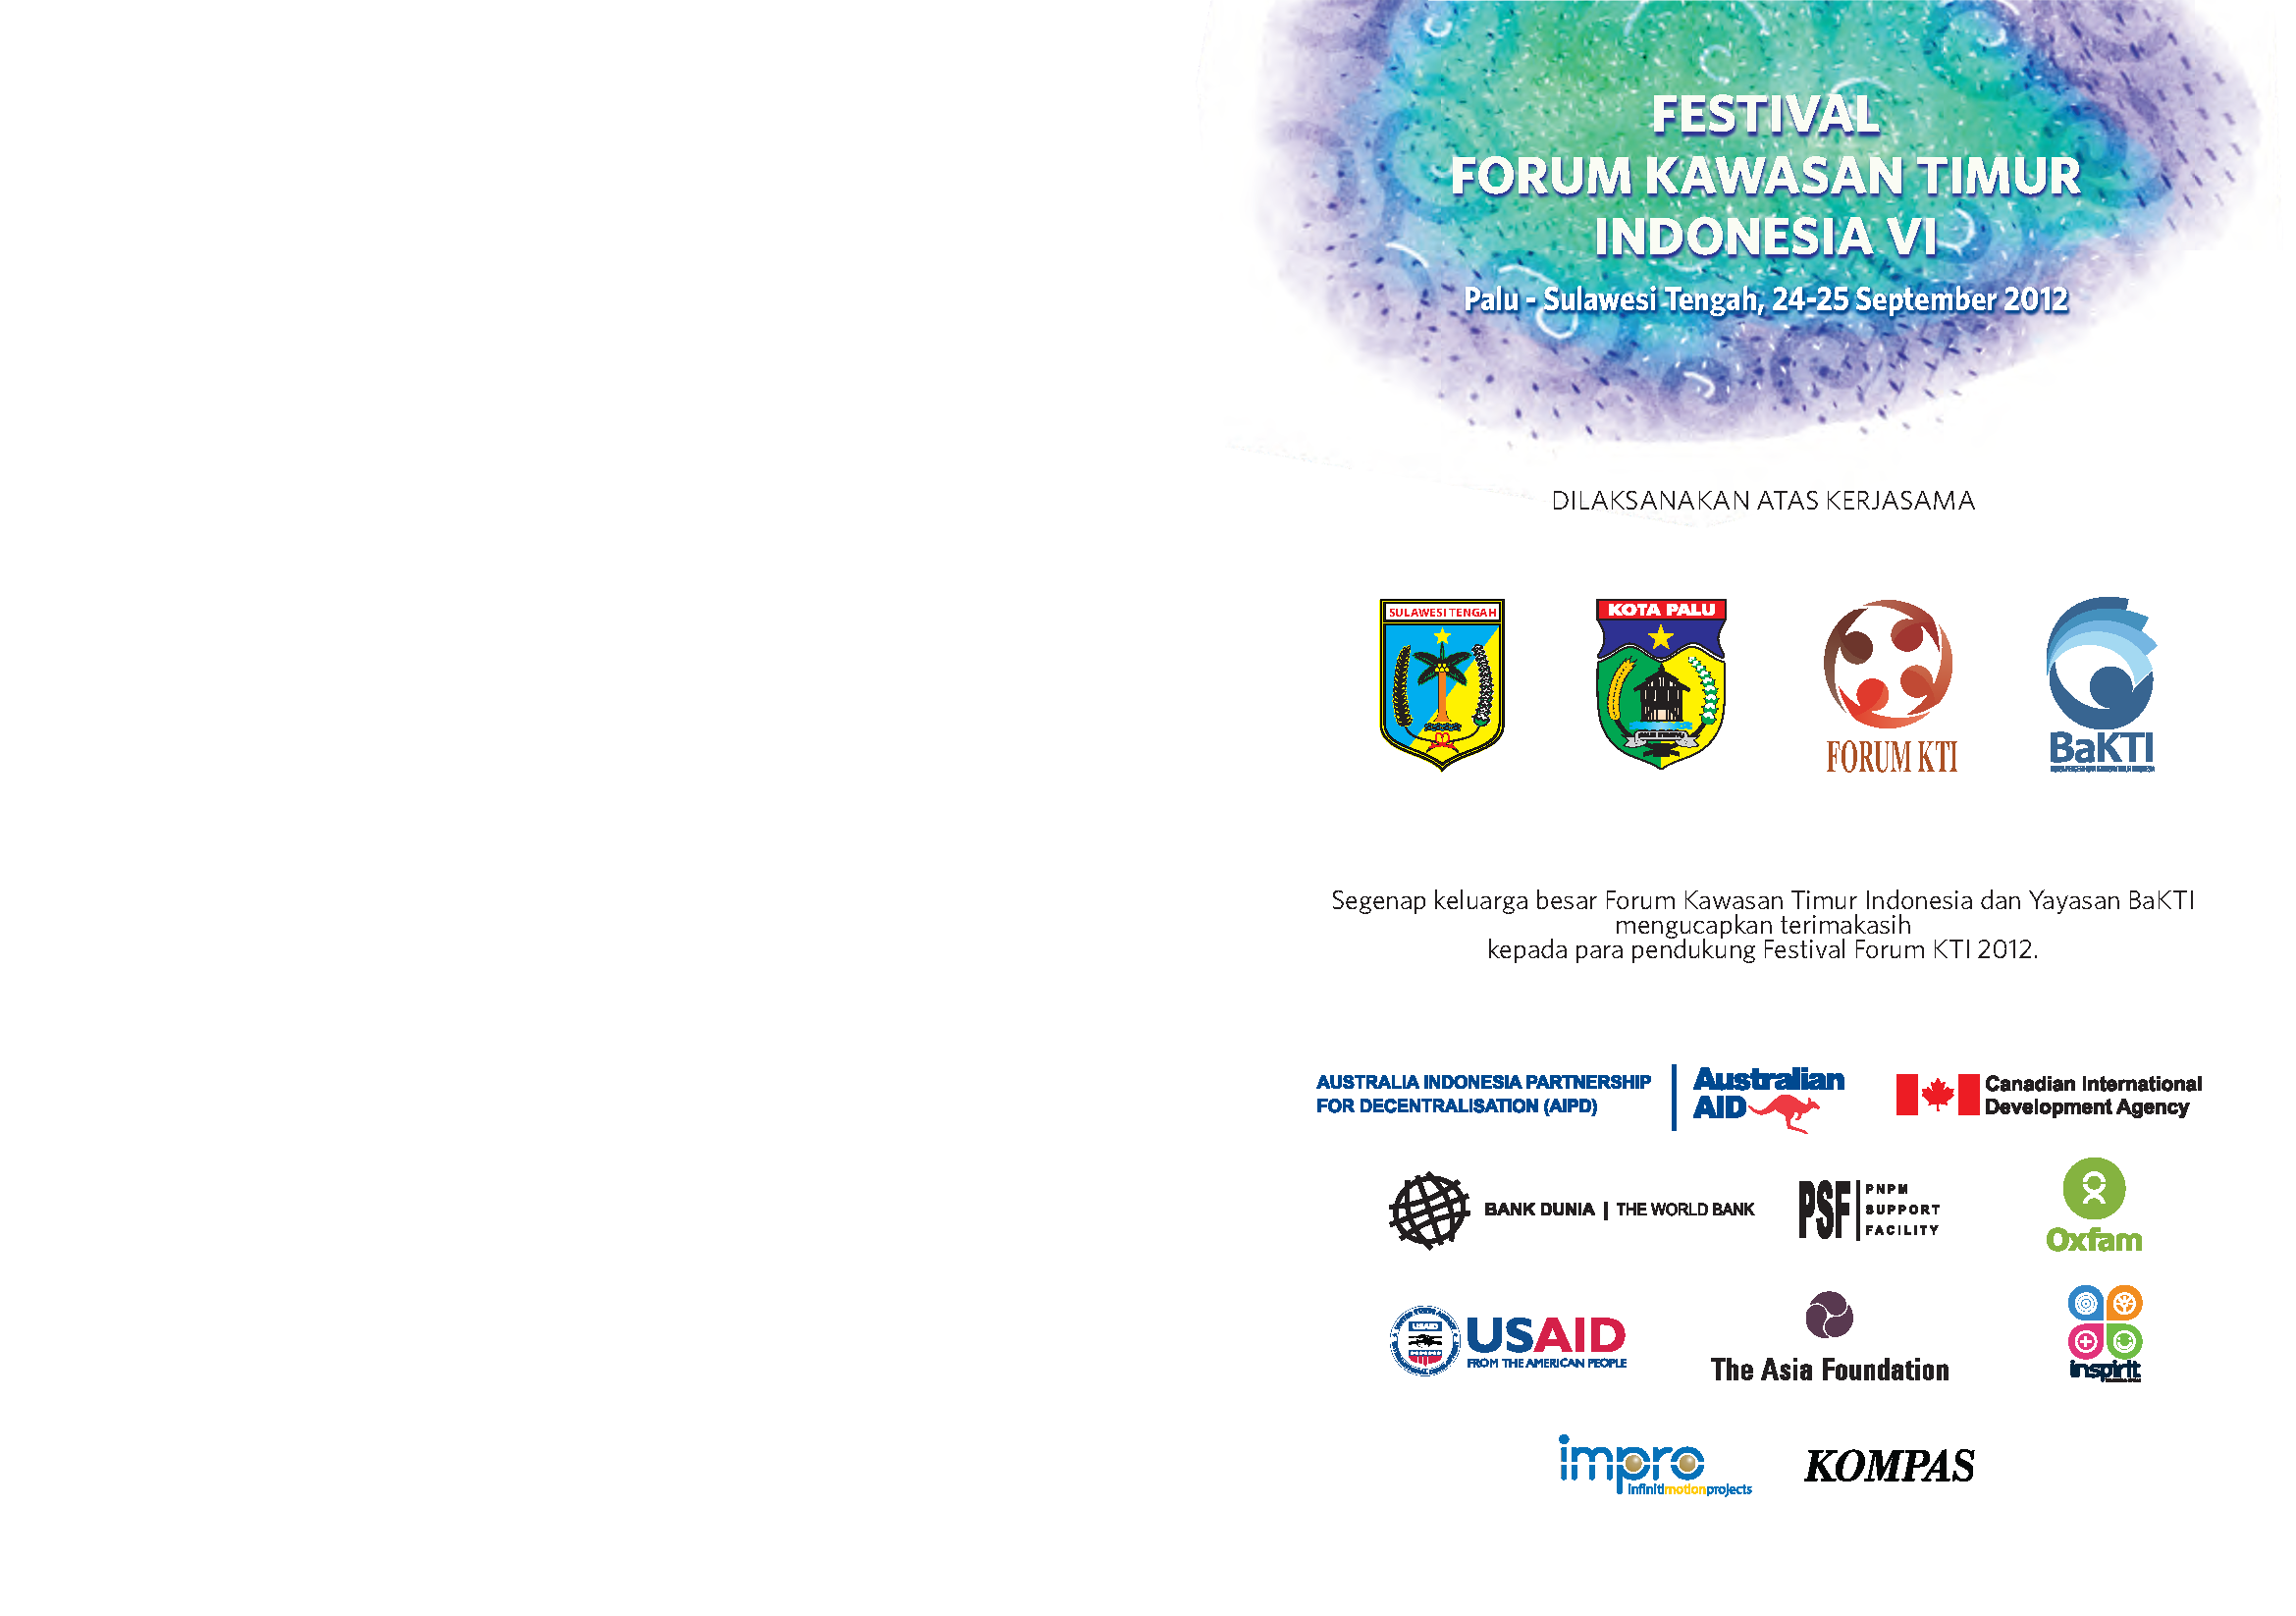 FESTIVAL
FORUM KAWASAN TIMUR
INDONESIA VI
Palu - Sulawesi Tengah, 24-25 September 2012
DILAKSANAKAN ATAS KERJASAMA
SULAWESI TENGAH
KOTA PALU
FORUM KTI
BaKTI
Segenap keluarga besar Forum Kawasan Timur Indonesia dan Yayasan BaKTI
mengucapkan terimakasih
kepada para pendukung Festival Forum KTI 2012.
AUSTRALIA INDONESIA PARTNERSHIP
FOR DECENTRALISATION (AIPD)
Australian
AID
Canadian International
Development Agency
BANK DUNIA | THE WORLD BANK
PSF
PNPM
SUPPORT
FACILITY
Oxfam
USAID
USAID
FROM THE AMERICAN PEOPLE
The Asia Foundation
inspirit
impro
infinitimotionprojects
KOMPAS